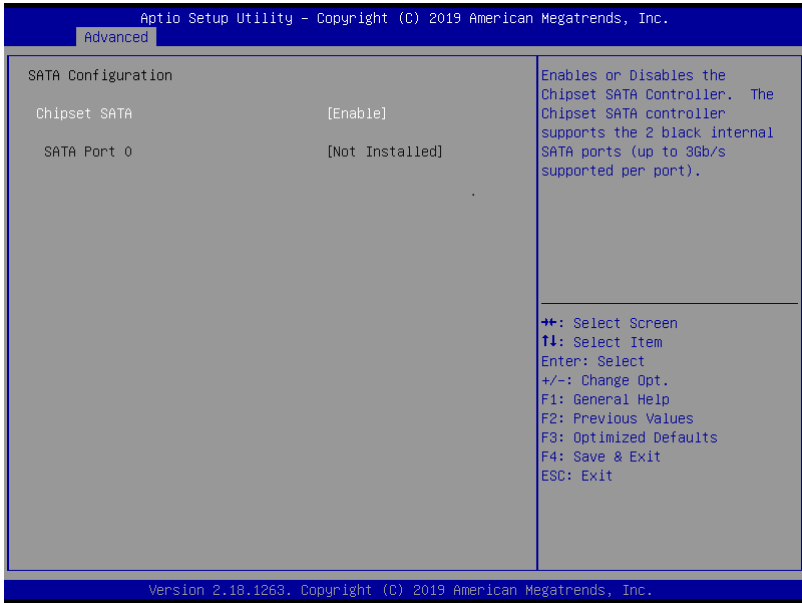 Aptio Setup Utility – Copyright (C) 2019 American Megatrends, Inc.
Advanced
SATA Configuration
Chipset SATA [Enable]
SATA Port 0 [Not Installed]
Enables or Disables the
Chipset SATA Controller. The
Chipset SATA controller
supports the 2 black internal
SATA ports (up to 3Gb/s
supported per port).
→←: Select Screen
↑↓: Select Item
Enter: Select
+/-: Change Opt.
F1: General Help
F2: Previous Values
F3: Optimized Defaults
F4: Save & Exit
ESC: Exit
Version 2.18.1263. Copyright (C) 2019 American Megatrends, Inc.